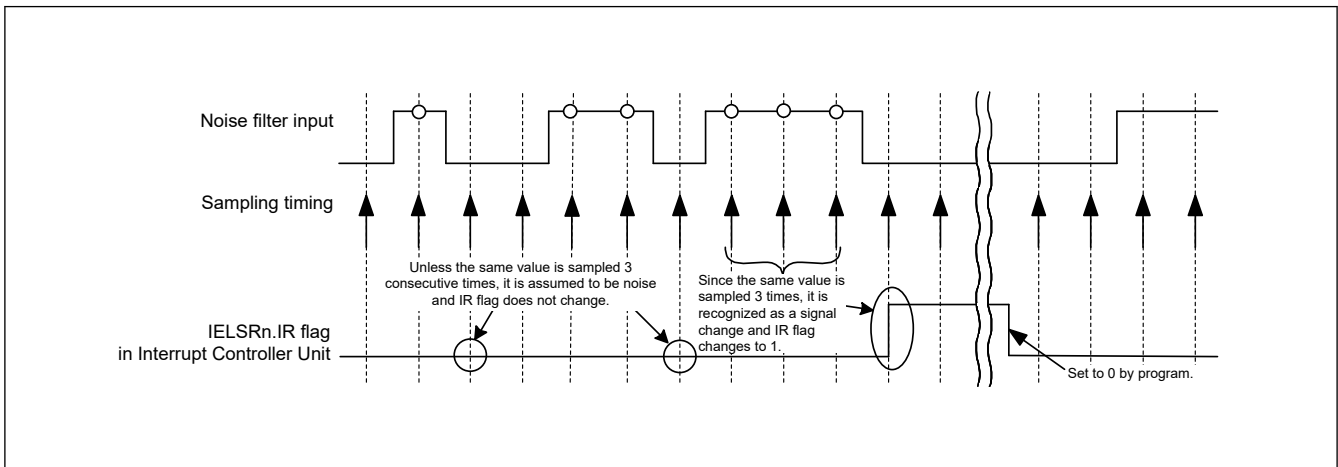 Noise filter input
Sampling timing
Unless the same value is sampled 3
consecutive times, it is assumed to be noise
and IR flag does not change.
Since the same value is
sampled 3 times, it is
recognized as a signal
change and IR flag
changes to 1.
IELSRn.IR flag
in Interrupt Controller Unit
Set to 0 by program.